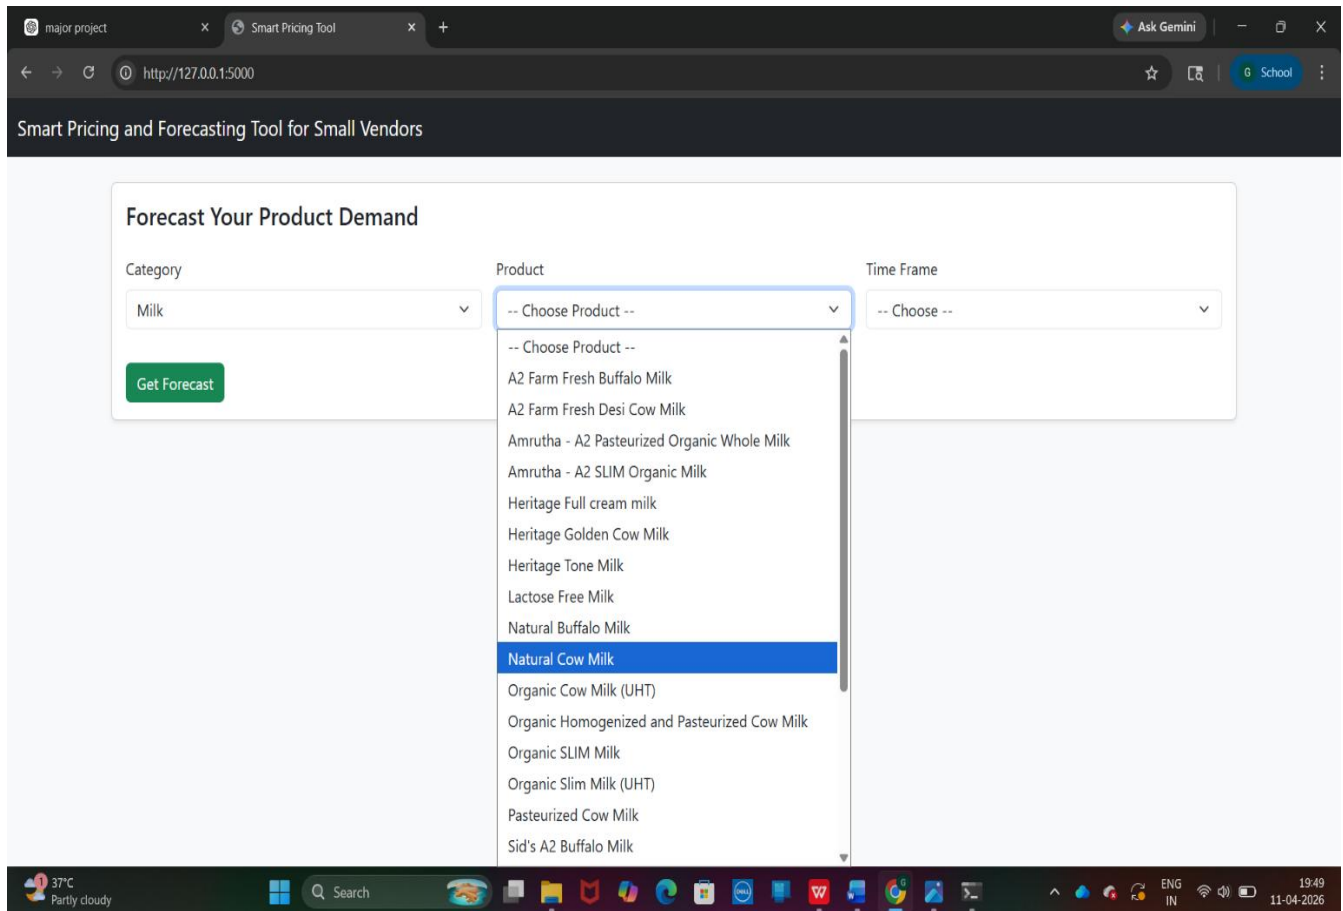 major project
Smart Pricing Tool
Ask Gemini
http://127.0.0.1:5000
G School
Smart Pricing and Forecasting Tool for Small Vendors
Forecast Your Product Demand
Category
Product
Time Frame
Milk
-- Choose Product --
-- Choose --
Get Forecast
-- Choose Product --
A2 Farm Fresh Buffalo Milk
A2 Farm Fresh Desi Cow Milk
Amrutha - A2 Pasteurized Organic Whole Milk
Amrutha - A2 SLIM Organic Milk
Heritage Full cream milk
Heritage Golden Cow Milk
Heritage Tone Milk
Lactose Free Milk
Natural Buffalo Milk
Natural Cow Milk
Organic Cow Milk (UHT)
Organic Homogenized and Pasteurized Cow Milk
Organic SLIM Milk
Organic Slim Milk (UHT)
Pasteurized Cow Milk
Sid's A2 Buffalo Milk
1
37°C
Partly cloudy
Search
DELL
W
W
G
ENG
IN
19:49
11-04-2026